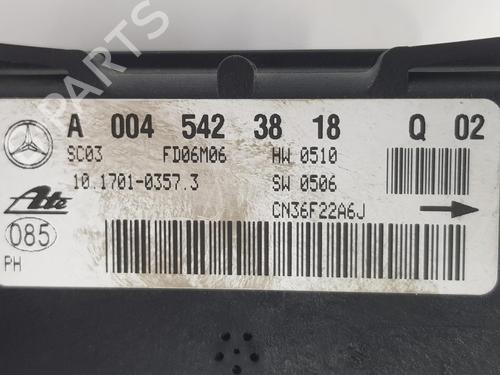 A 004 542 38 18 Q 02
SC03 FD06M06 HW 0510
10.1701-0357.3 SW 0506
Ate CN36F22A6J
085
PH
B-PARTS